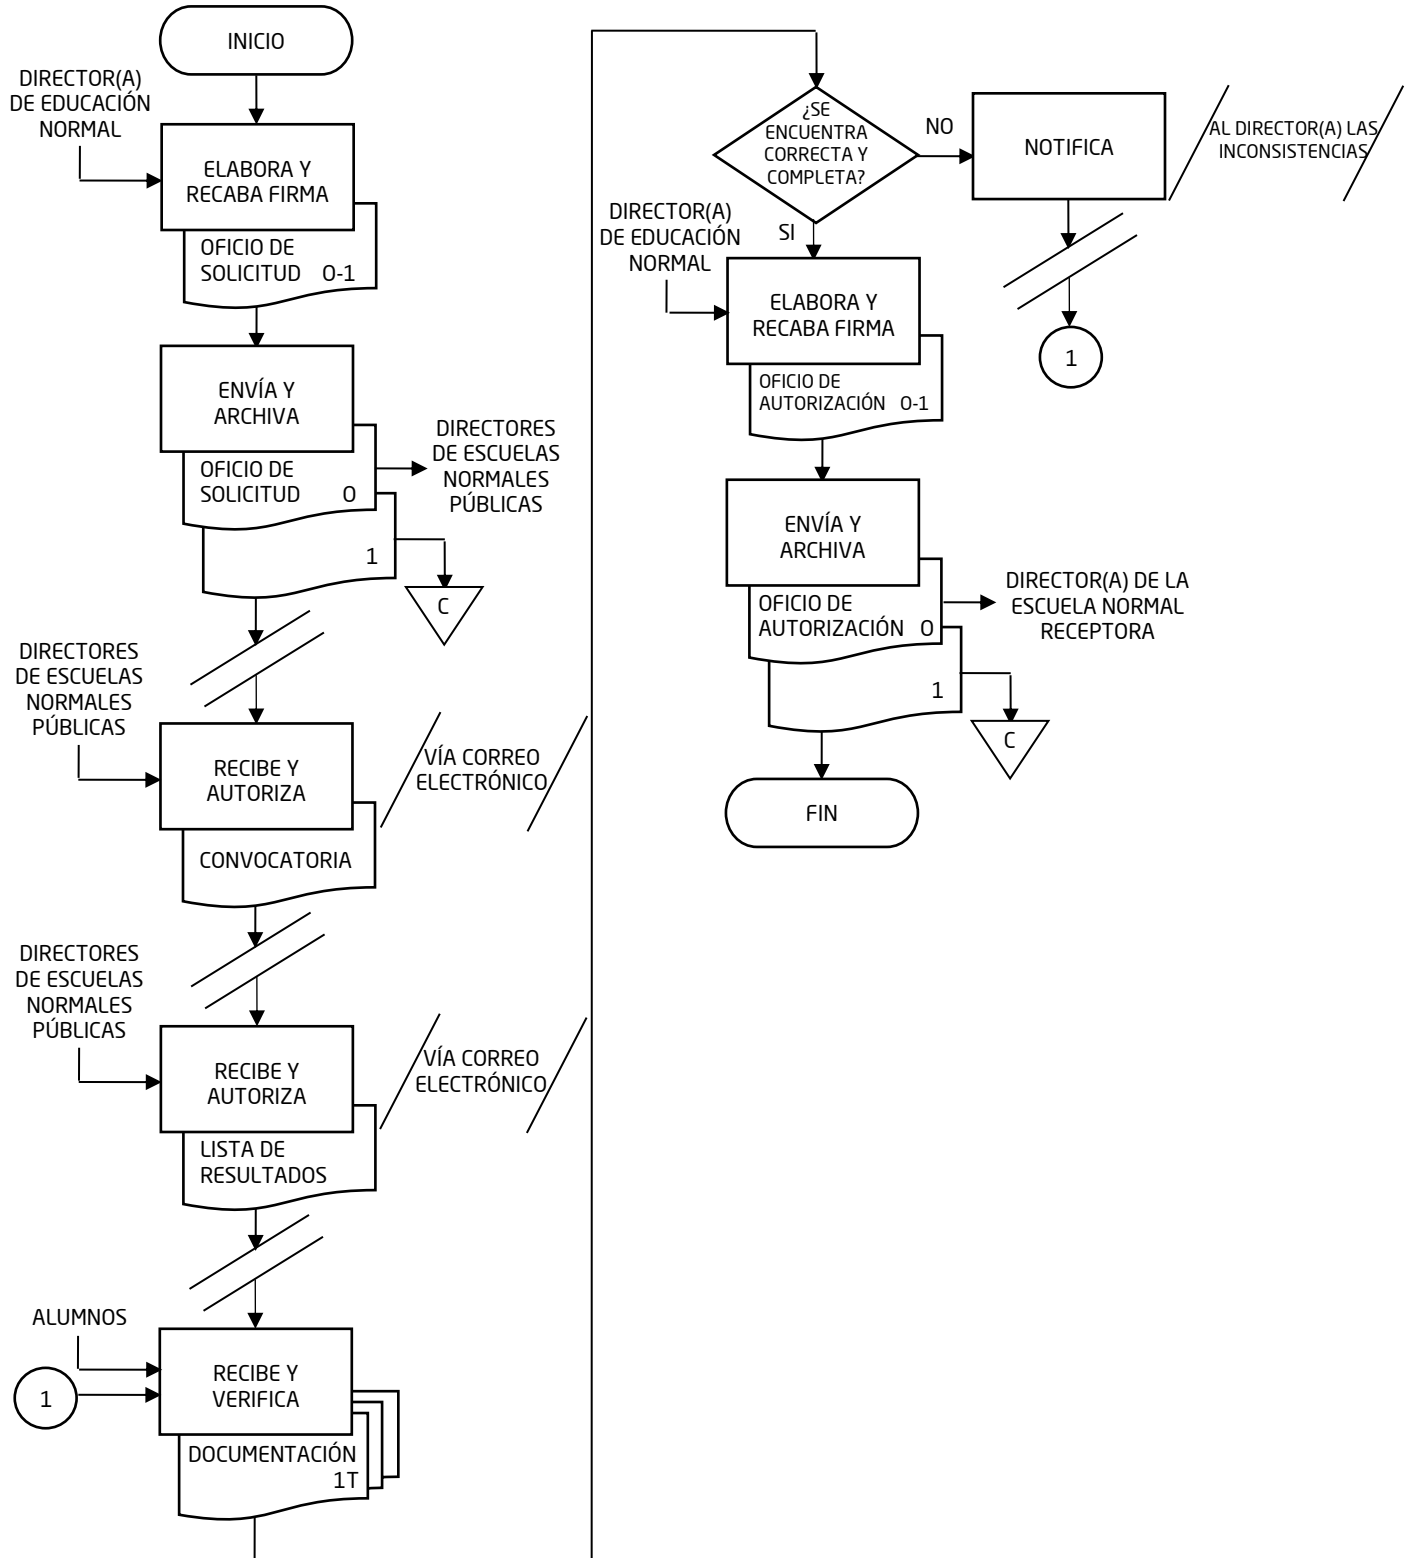 INICIO
DIRECTOR(A)
DE EDUCACIÓN
NORMAL
ELABORA Y
RECABA FIRMA
OFICIO DE
SOLICITUD 0-1
ENVÍA Y
ARCHIVA
OFICIO DE
SOLICITUD 0
DIRECTORES
DE ESCUELAS
NORMALES
PÚBLICAS
1
C
DIRECTORES
DE ESCUELAS
NORMALES
PÚBLICAS
RECIBE Y
AUTORIZA
VÍA CORREO
ELECTRÓNICO
CONVOCATORIA
DIRECTORES
DE ESCUELAS
NORMALES
PÚBLICAS
RECIBE Y
AUTORIZA
VÍA CORREO
ELECTRÓNICO
LISTA DE
RESULTADOS
ALUMNOS
1
RECIBE Y
VERIFICA
DOCUMENTACIÓN
1T
¿SE
ENCUENTRA
CORRECTA Y
COMPLETA?
NO
NOTIFICA
AL DIRECTOR(A) LAS
INCONSISTENCIAS
1
SI
DIRECTOR(A)
DE EDUCACIÓN
NORMAL
ELABORA Y
RECABA FIRMA
OFICIO DE
AUTORIZACIÓN 0-1
ENVÍA Y
ARCHIVA
OFICIO DE
AUTORIZACIÓN 0
DIRECTOR(A) DE LA
ESCUELA NORMAL
RECEPTORA
1
C
FIN